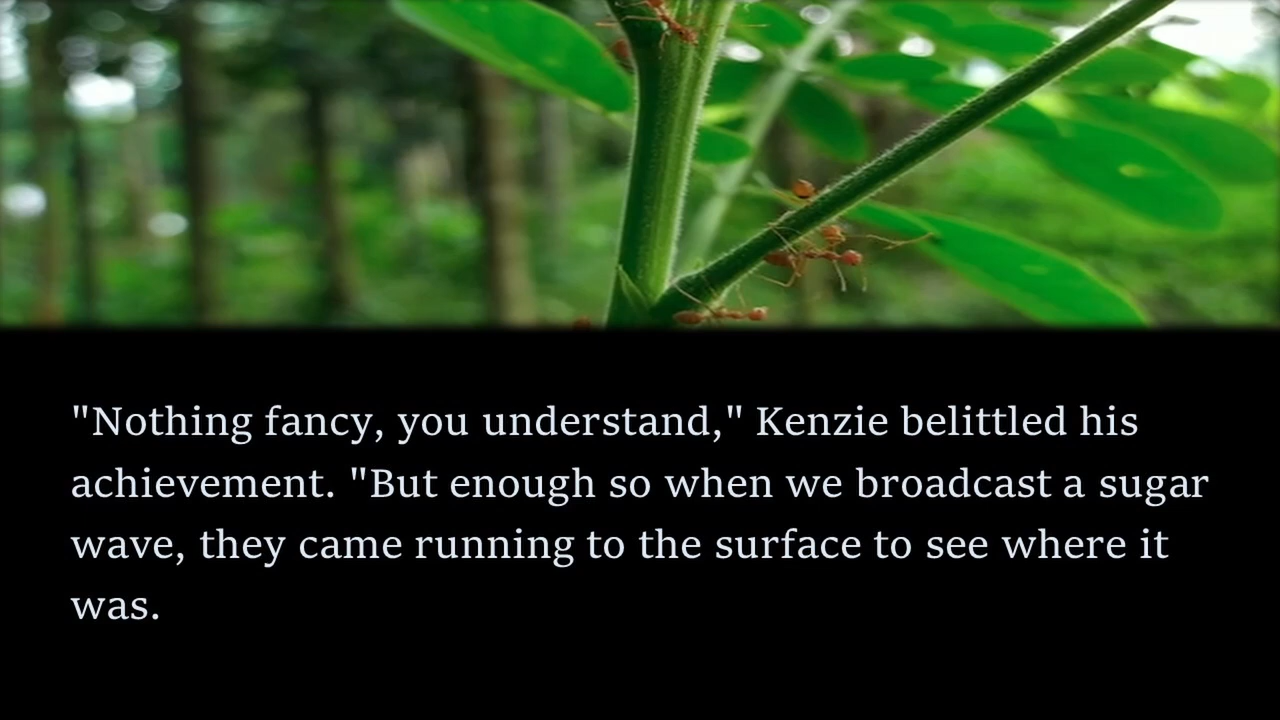 "Nothing fancy, you understand," Kenzie belittled his
achievement. "But enough so when we broadcast a sugar
wave, they came running to the surface to see where it
was.